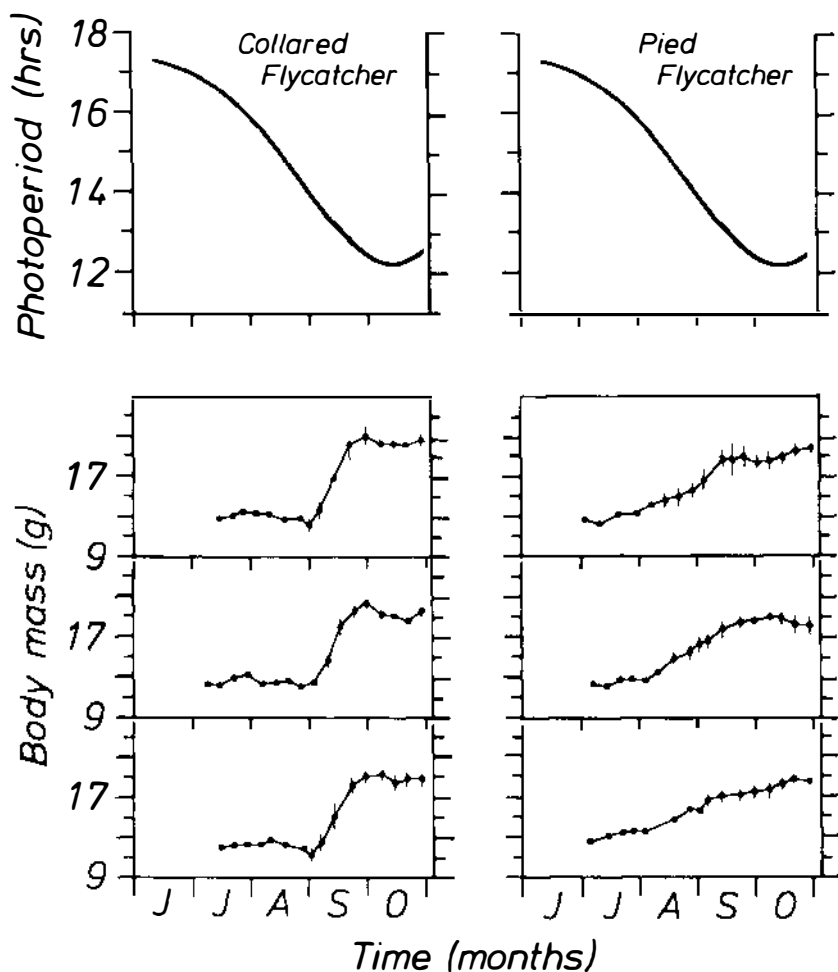 Collared
Flycatcher
Pied
Flycatcher
Photoperiod (hrs)
18
16
14
12
Body mass (g)
17
9
17
9
17
9
J J A S O
J J A S O
Time (months)